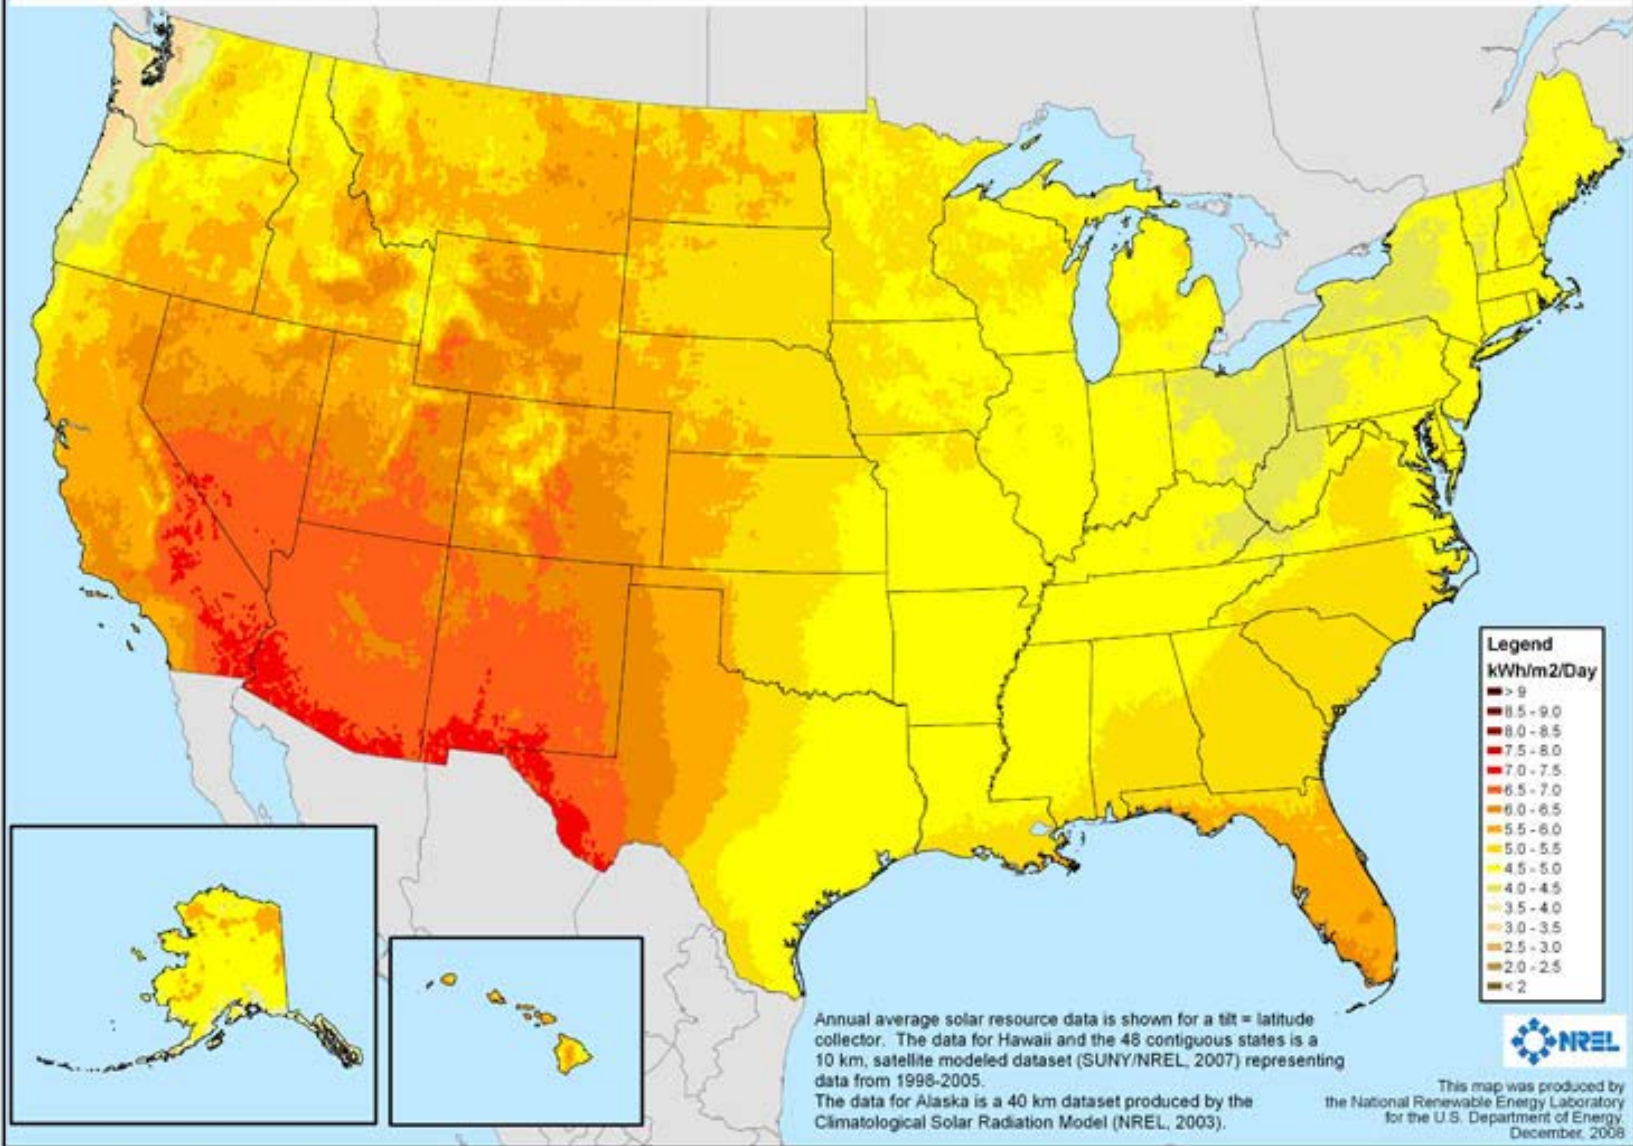 Legend
kWh/m2/Day
> 9
8.5 - 9.0
8.0 - 8.5
7.5 - 8.0
7.0 - 7.5
6.5 - 7.0
6.0 - 6.5
5.5 - 6.0
5.0 - 5.5
4.5 - 5.0
4.0 - 4.5
3.5 - 4.0
3.0 - 3.5
2.5 - 3.0
2.0 - 2.5
< 2
Annual average solar resource data is shown for a tilt = latitude
collector. The data for Hawaii and the 48 contiguous states is a
10 km, satellite modeled dataset (SUNY/NREL, 2007) representing
data from 1998-2005.
The data for Alaska is a 40 km dataset produced by the
Climatological Solar Radiation Model (NREL, 2003).
NREL
This map was produced by
the National Renewable Energy Laboratory
for the U.S. Department of Energy.
December, 2008